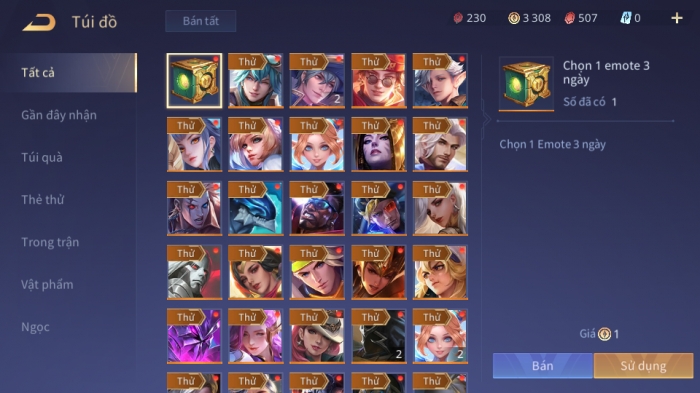 Túi đồ
Bán tất
230
3 308
507
0
+
Tất cả
Gần đây nhận
Túi quà
Thẻ thử
Trong trận
Vật phẩm
Ngọc
Thử Thử Thử Thử
2
Thử Thử Thử Thử Thử
Thử Thử Thử Thử Thử
Thử Thử Thử Thử Thử
Thử Thử Thử Thử Thử
2 2
Thử Thử Thử Thử Thử
Chọn 1 emote 3
ngày
Số đã có 1
Chọn 1 Emote 3 ngày
Giá 1
Bán
Sử dụng